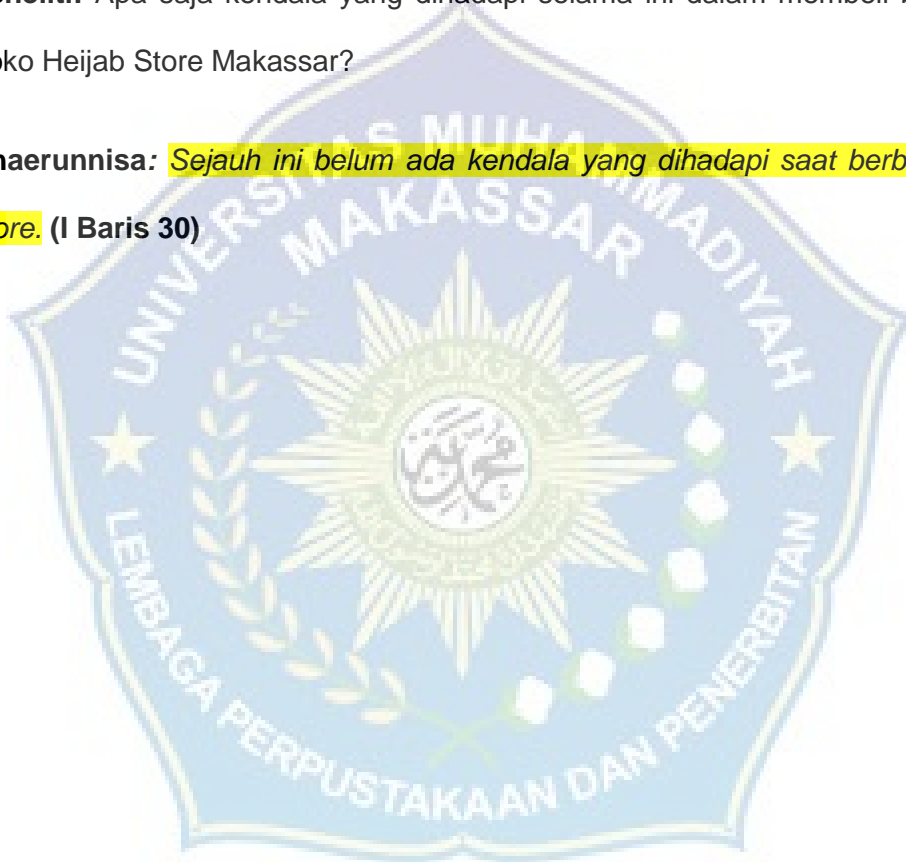 Apa saja kendala yang dihadapi selama ini dalam membeli
oko Heijab Store Makassar?
haerunnisa: Sejauh ini belum ada kendala yang dihadapi saat berb
ore. (I Baris 30)
UNIVERSITAS MUHAMMADIYAH
MAKASSAR
LEMBAGA PERPUSTAKAAN DAN PENERBITAN